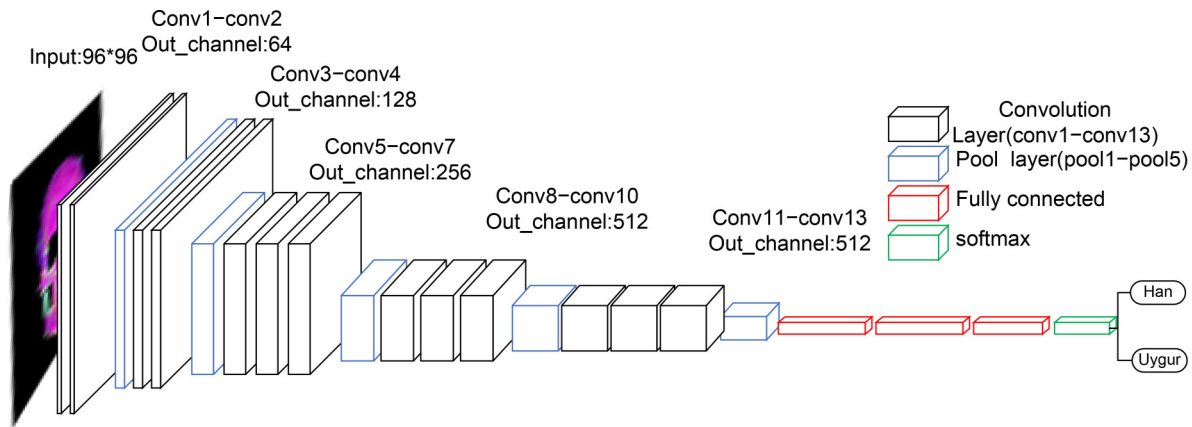 Conv1−conv2
Out_channel:64
Input:96*96
Conv3−conv4
Out_channel:128
Conv5−conv7
Out_channel:256
Conv8−conv10
Out_channel:512
Conv11−conv13
Out_channel:512
Convolution
Layer(conv1−conv13)
Pool layer(pool1−pool5)
Fully connected
softmax
Han
Uygur